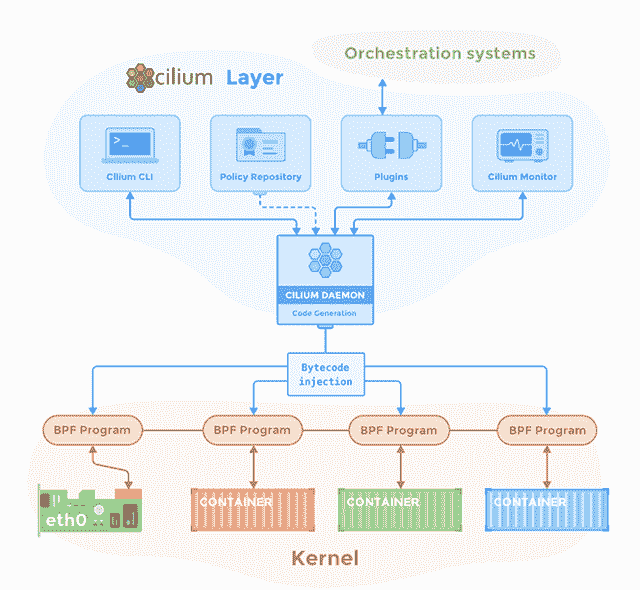 Orchestration systems
cilium Layer
>_
Cilium CLI
Policy Repository
Plugins
Cilium Monitor
CILIUM DAEMON
Code Generation
Bytecode
injection
BPF Program
BPF Program
BPF Program
BPF Program
eth0
CONTAINER
CONTAINER
CONTAINER
Kernel